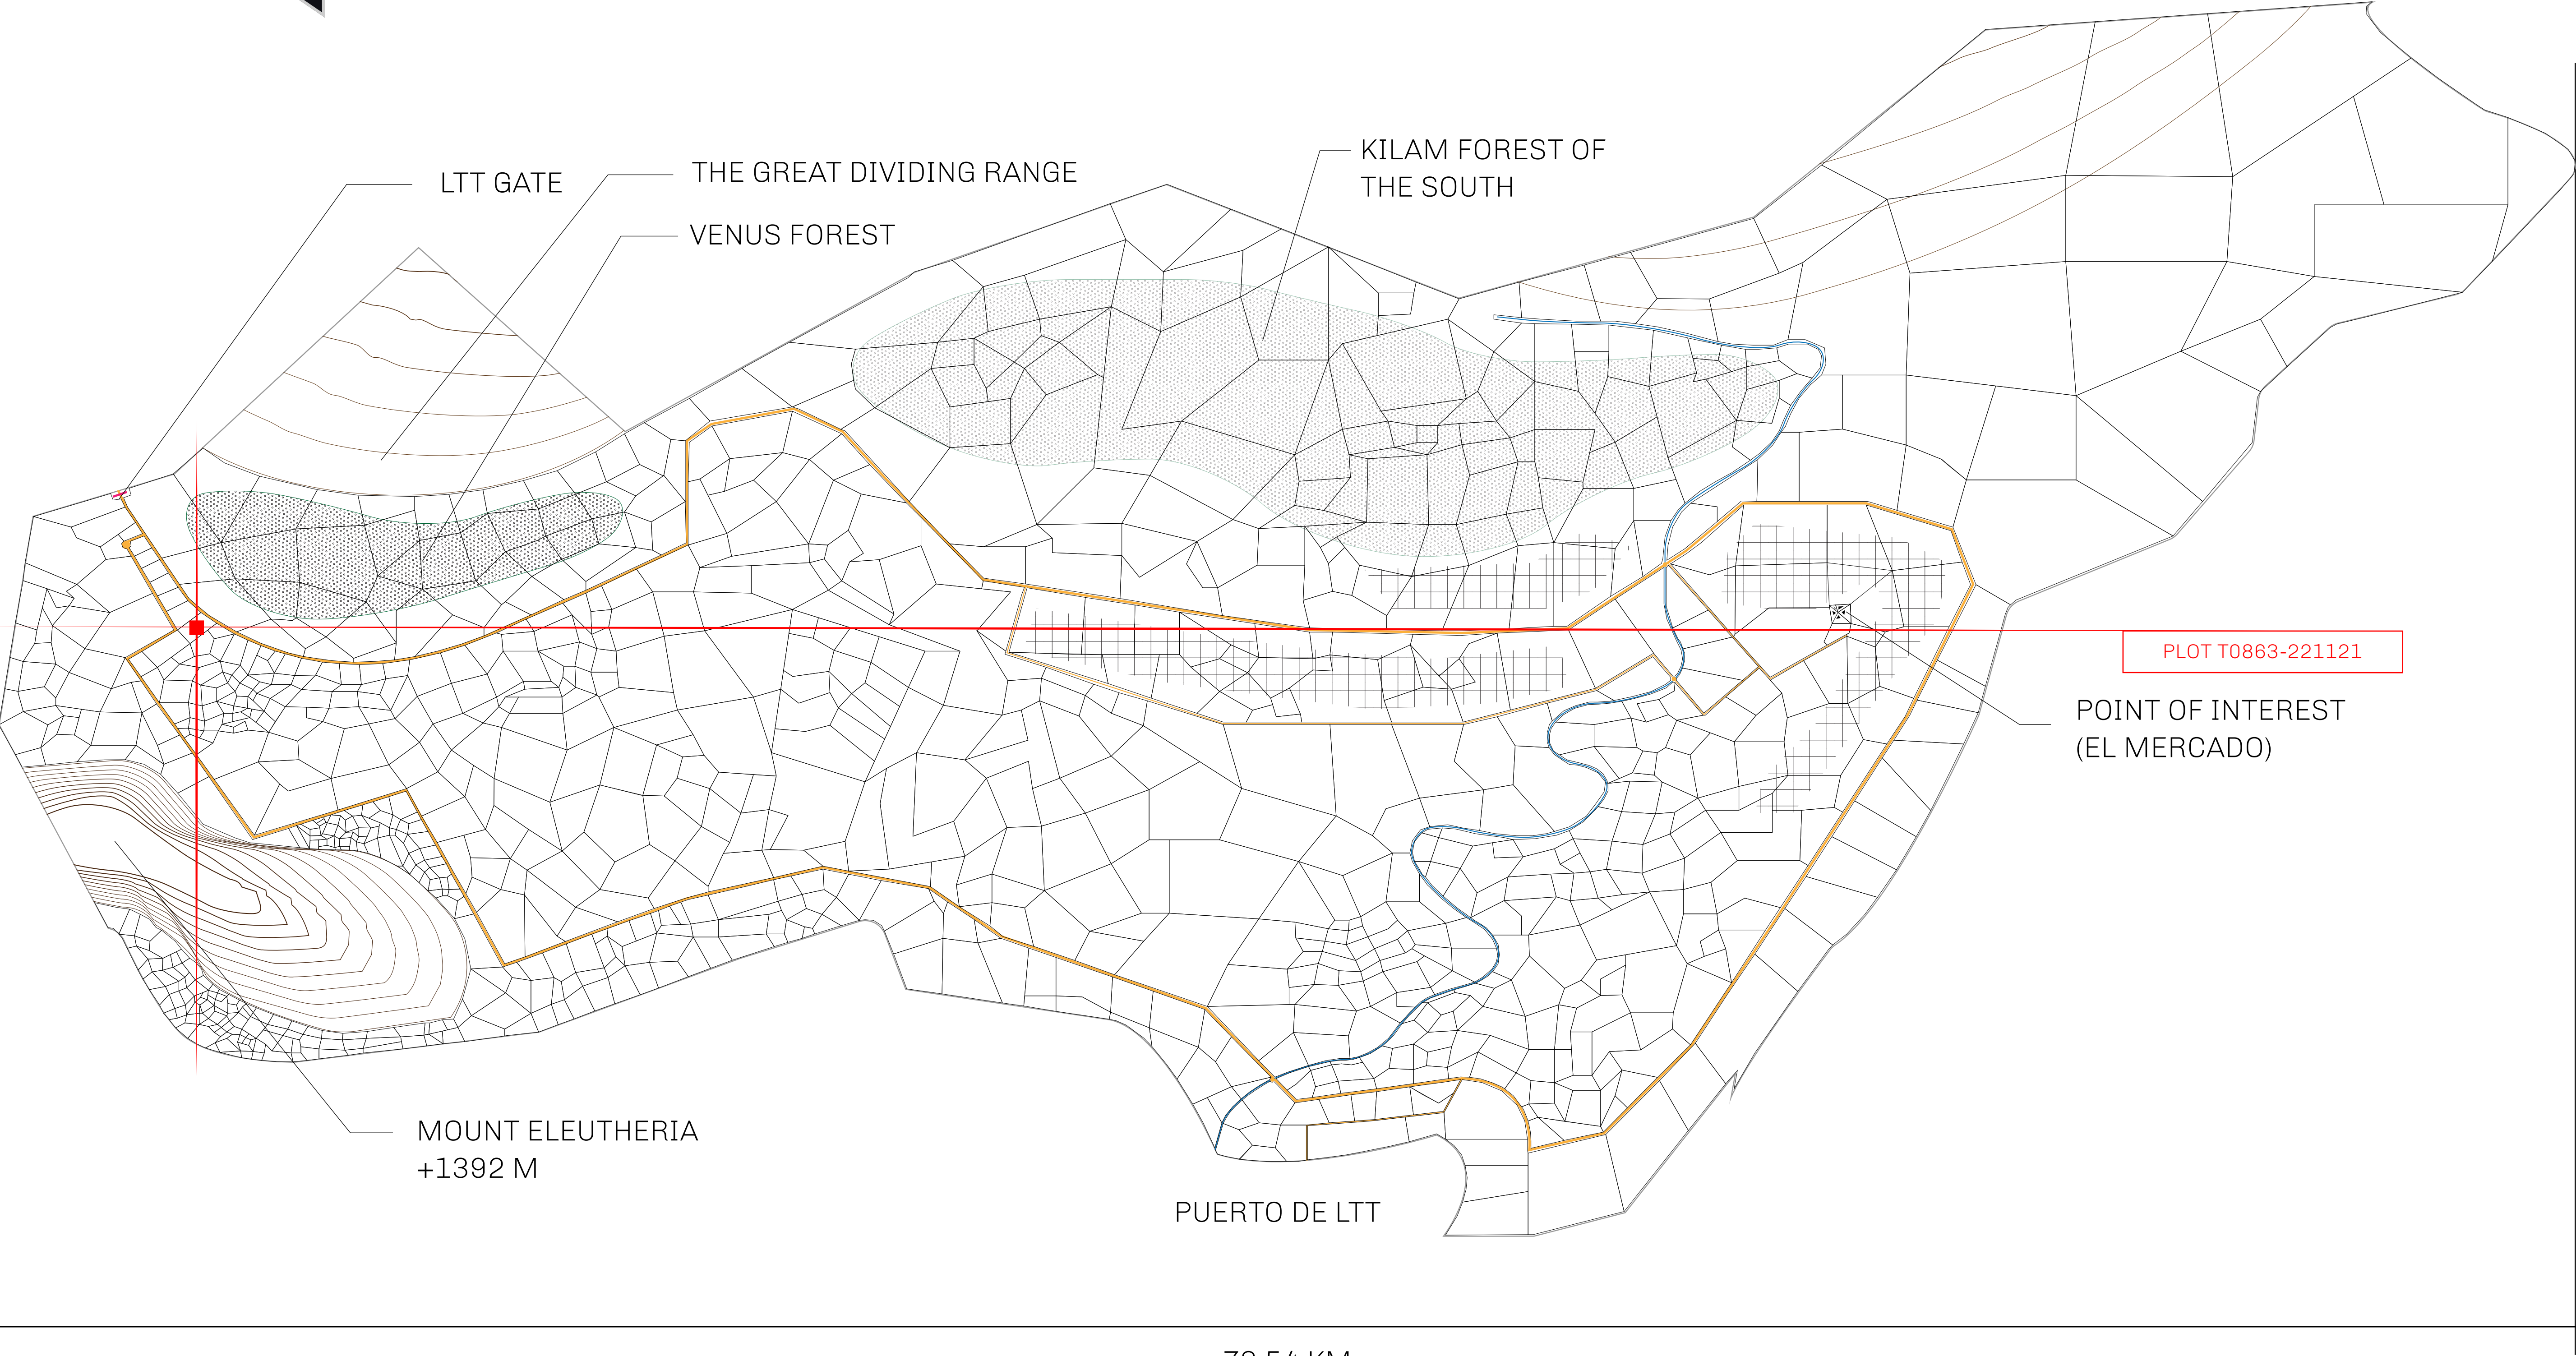 KILAM FOREST OF
THE SOUTH
LTT GATE
THE GREAT DIVIDING RANGE
VENUS FOREST
PLOT T0863-221121
POINT OF INTEREST
(EL MERCADO)
MOUNT ELEUTHERIA
+1392 M
PUERTO DE LTT